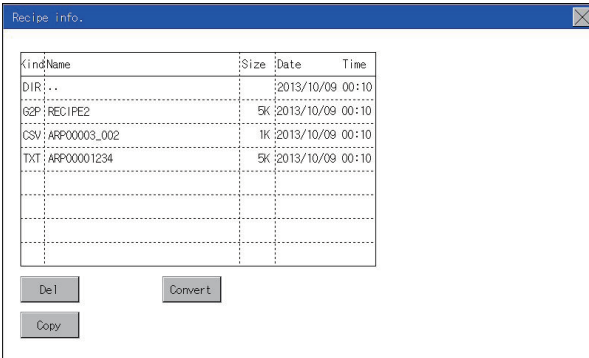 Recipe info.
Kind Name Size Date Time
DIR .. 2013/10/09 00:10
G2P RECIPE2 5K 2013/10/09 00:10
CSV ARP00003_002 1K 2013/10/09 00:10
TXT ARP00001234 5K 2013/10/09 00:10
Del Convert
Copy